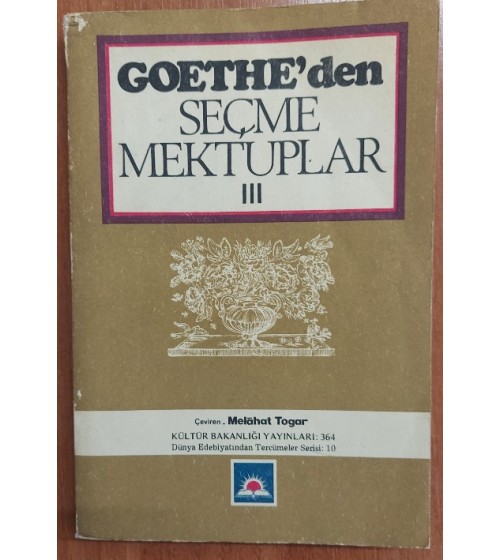 GOETHE'den
SEÇME
MEKTUPLAR
III
Çeviren . Melâhat Togar
KÜLTÜR BAKANLIĞI YAYINLARI: 364
Dünya Edebiyatından Tercümeler Serisi: 10